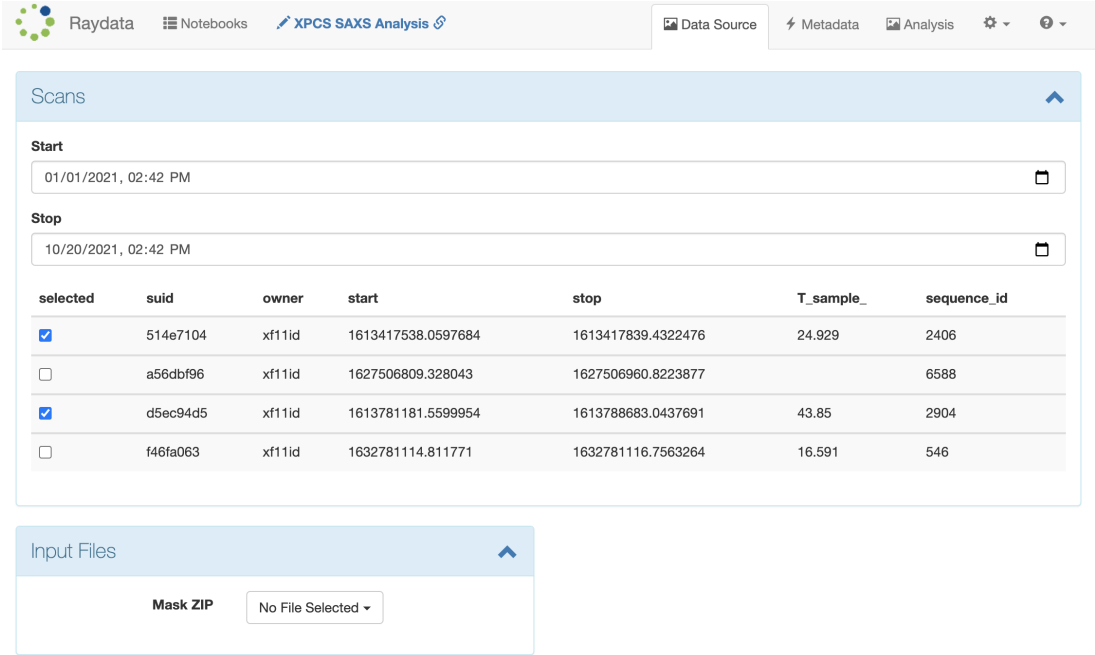 Raydata Notebooks XPCS SAXS Analysis Data Source Metadata Analysis
Scans
Start
01/01/2021, 02:42 PM
Stop
10/20/2021, 02:42 PM
selected suid owner start stop T_sample_ sequence_id
514e7104 xf11id 1613417538.0597684 1613417839.4322476 24.929 2406
a56dbf96 xf11id 1627506809.328043 1627506960.8223877 6588
d5ec94d5 xf11id 1613781181.5599954 1613788683.0437691 43.85 2904
f46fa063 xf11id 1632781114.811771 1632781116.7563264 16.591 546
Input Files
Mask ZIP No File Selected